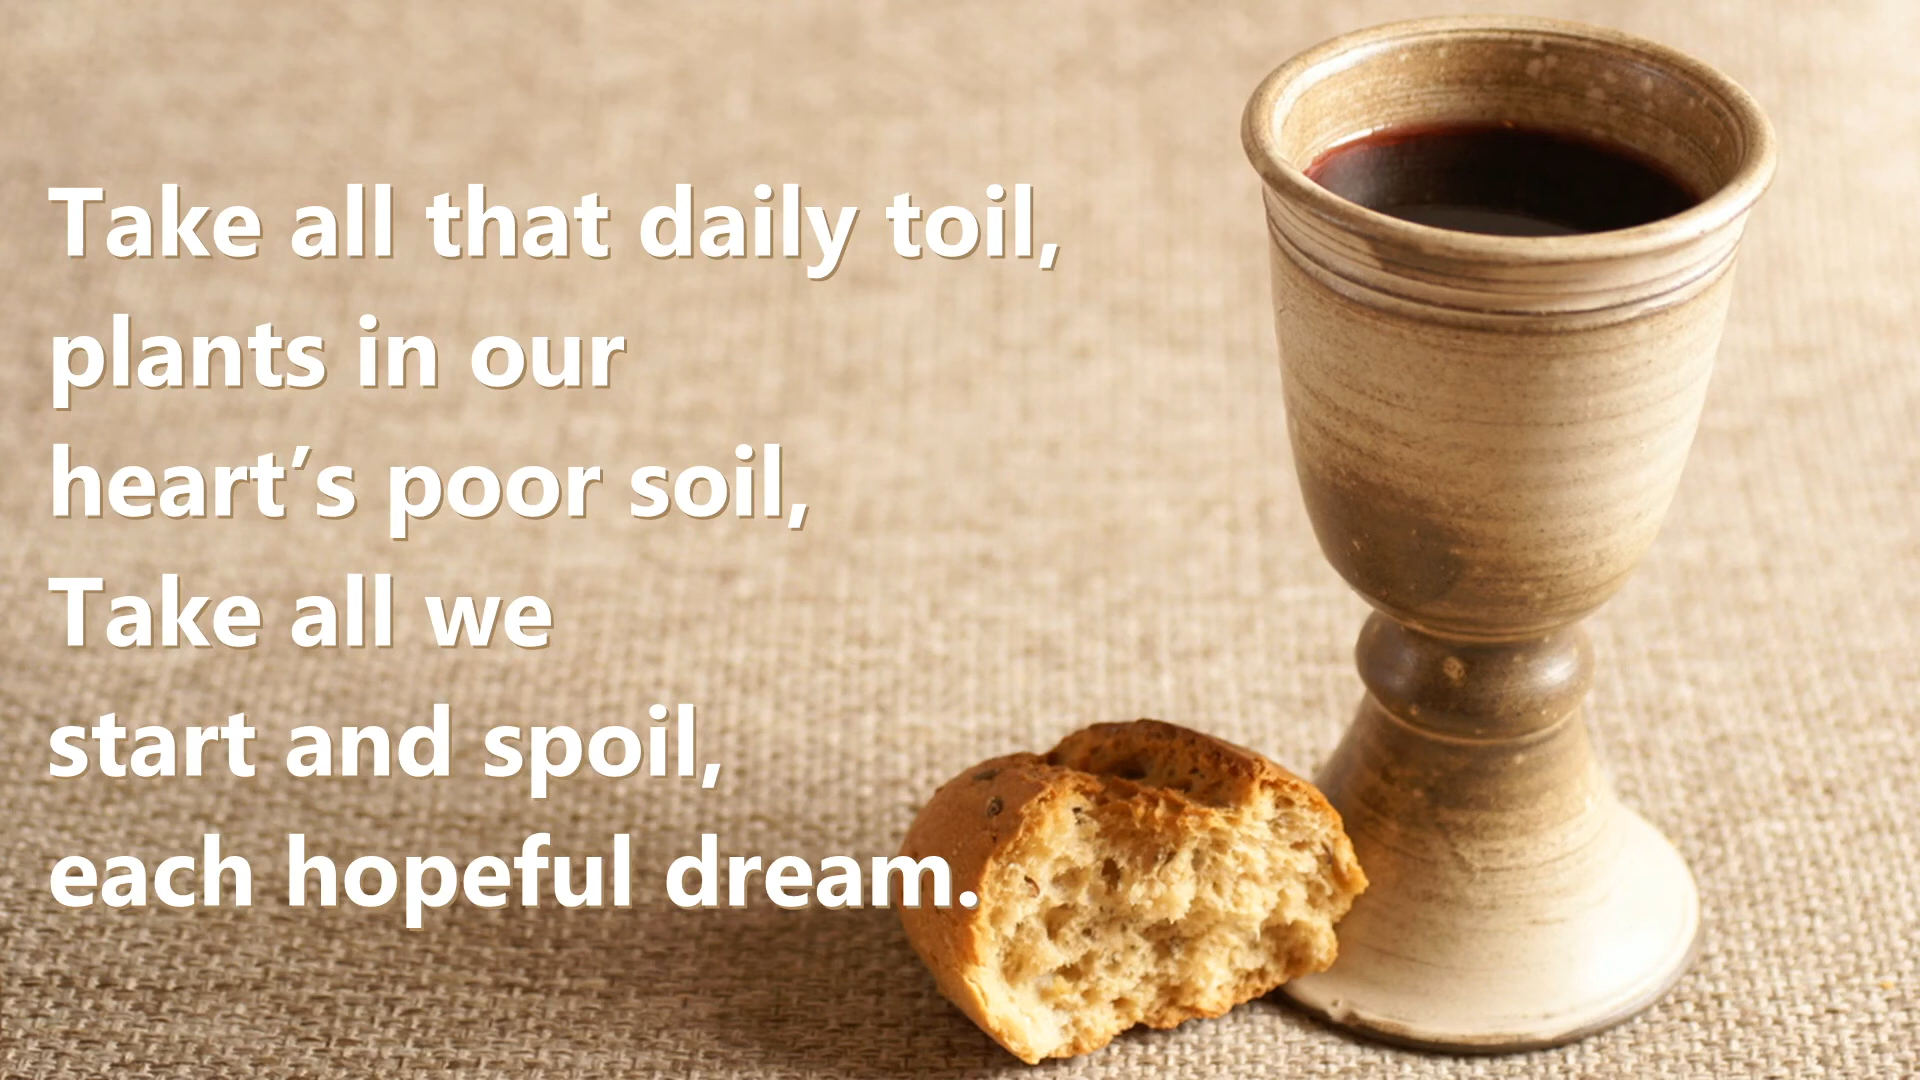 Take all that daily toil,
plants in our
heart’s poor soil,
Take all we
start and spoil,
each hopeful dream.